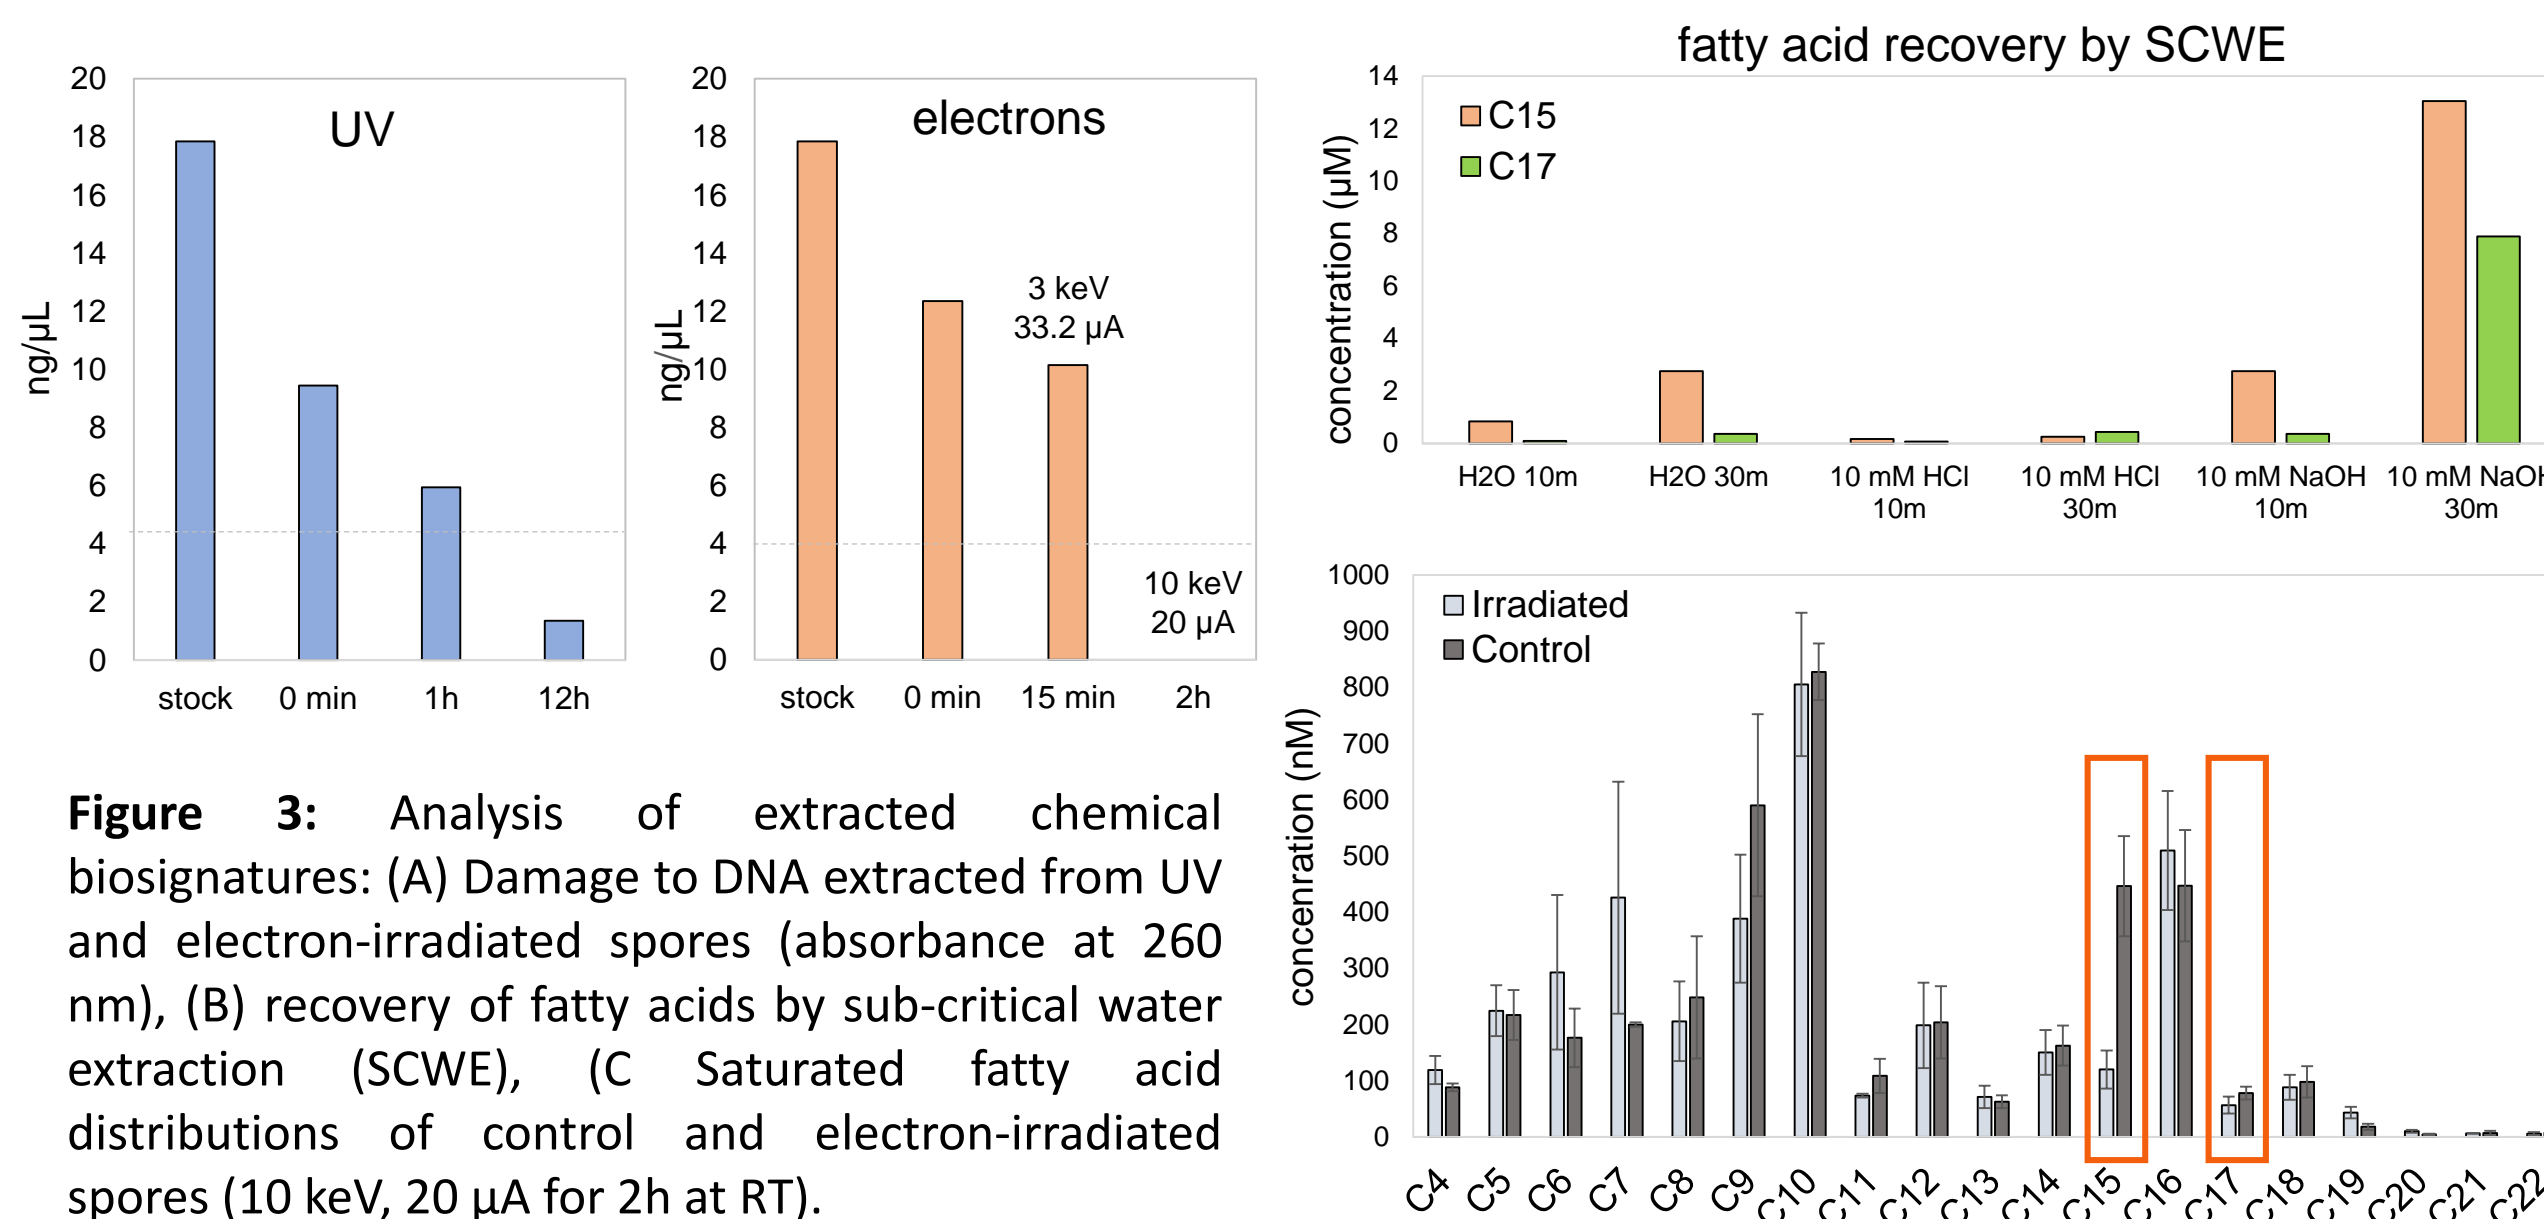 UV
20
18
16
14
12
10
8
6
4
2
0
ng/µL
stock 0 min 1h 12h
electrons
20
18
16
14
12
10
8
6
4
2
0
ng/µL
3 keV
33.2 µA
10 keV
20 µA
stock 0 min 15 min 2h
fatty acid recovery by SCWE
14
12
10
8
6
4
2
0
concentration (µM)
C15
C17
H2O 10m H2O 30m 10 mM HCl 10 mM HCl 10 mM NaOH 10 mM NaOH
10m 30m 10m 30m
1000
900
800
700
600
500
400
300
200
100
0
concenration (nM)
Irradiated
Control
C4 C5 C6 C7 C8 C9 C10 C11 C12 C13 C14 C15 C16 C17 C18 C19 C20 C21 C22
Figure 3: Analysis of extracted chemical
biosignatures: (A) Damage to DNA extracted from UV
and electron-irradiated spores (absorbance at 260
nm), (B) recovery of fatty acids by sub-critical water
extraction (SCWE), (C Saturated fatty acid
distributions of control and electron-irradiated
spores (10 keV, 20 µA for 2h at RT).